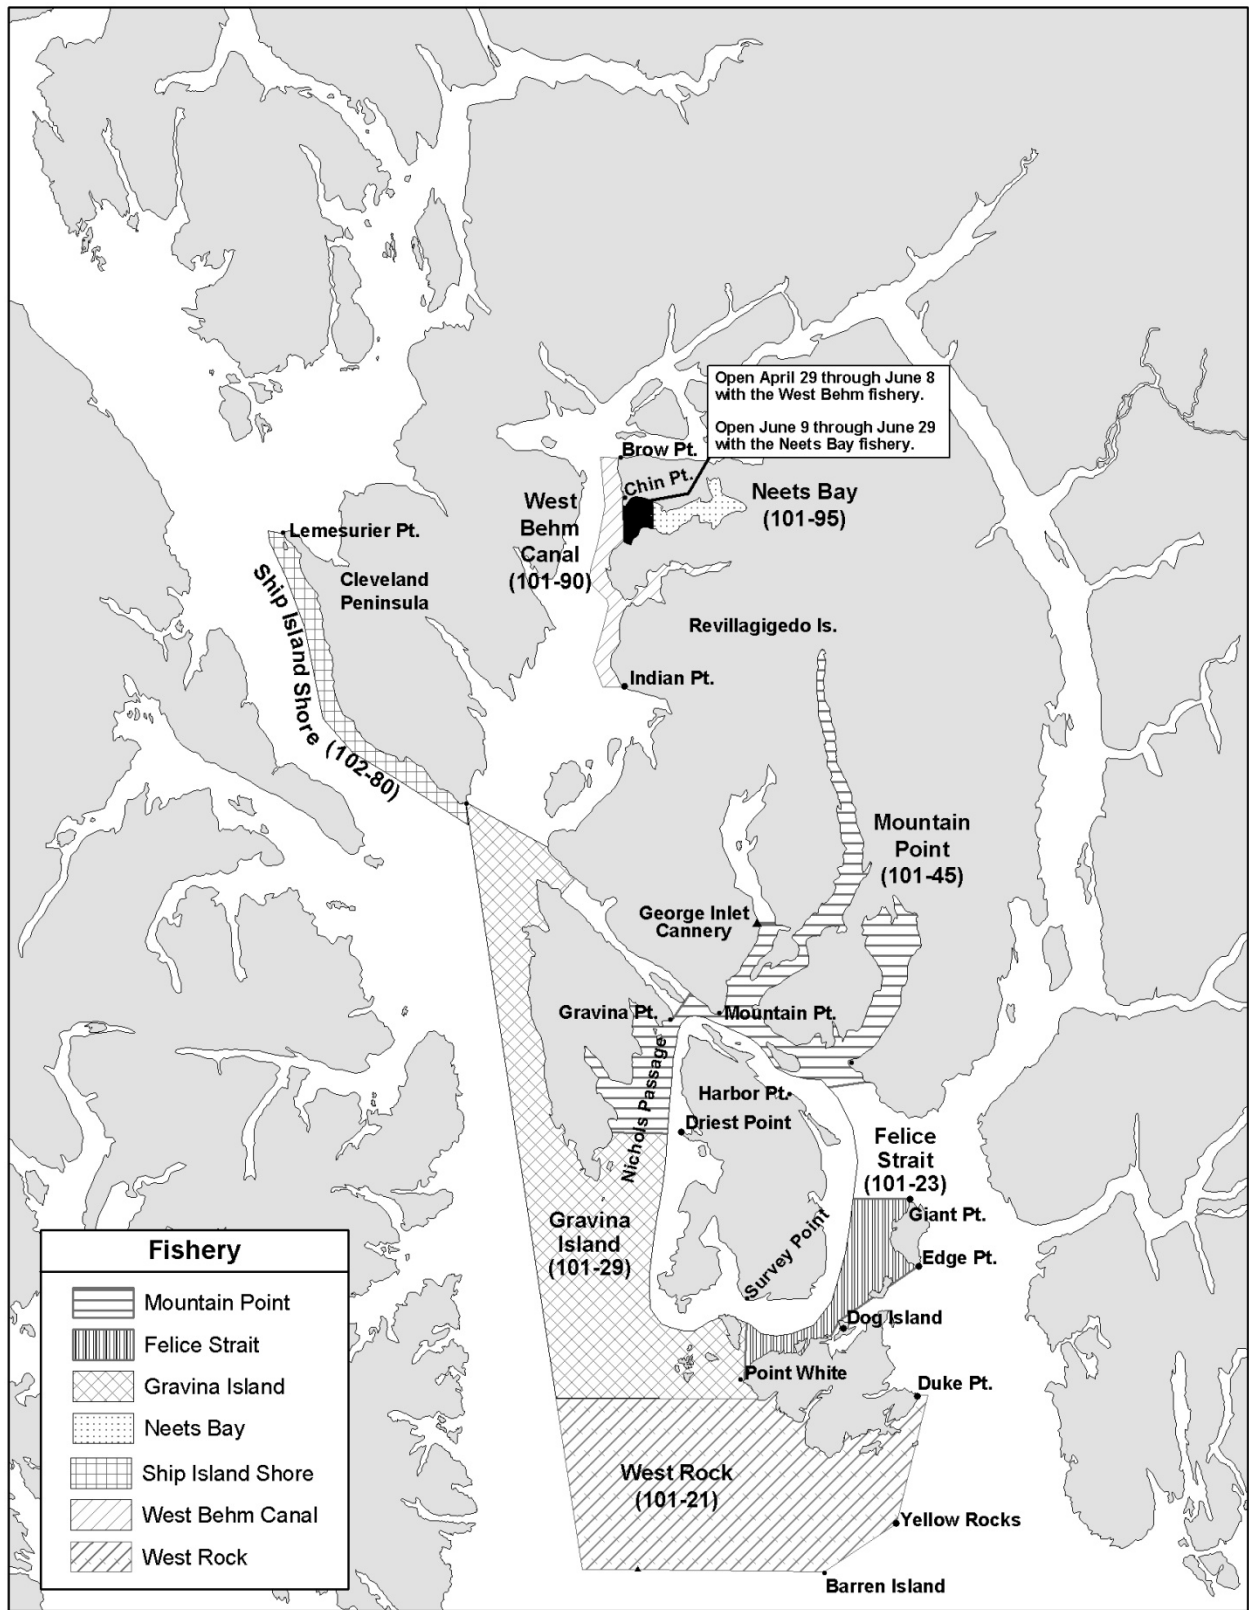 Open April 29 through June 8
with the West Behm fishery.
Open June 9 through June 29
with the Neets Bay fishery.
Brow Pt.
Chin Pt.
West
Behm
Canal
(101-90)
Neets Bay
(101-95)
Lemesurier Pt.
Cleveland
Peninsula
Ship Island Shore (102-80)
Revillagigedo Is.
Indian Pt.
Mountain
Point
(101-45)
George Inlet
Cannery
Gravina Pt.
Mountain Pt.
Nichols Passage
Harbor Pt.
Driest Point
Felice
Strait
(101-23)
Giant Pt.
Gravina
Island
(101-29)
Survey Point
Edge Pt.
Dog Island
Point White
Duke Pt.
West Rock
(101-21)
Yellow Rocks
Barren Island
Fishery
Mountain Point
Felice Strait
Gravina Island
Neets Bay
Ship Island Shore
West Behm Canal
West Rock